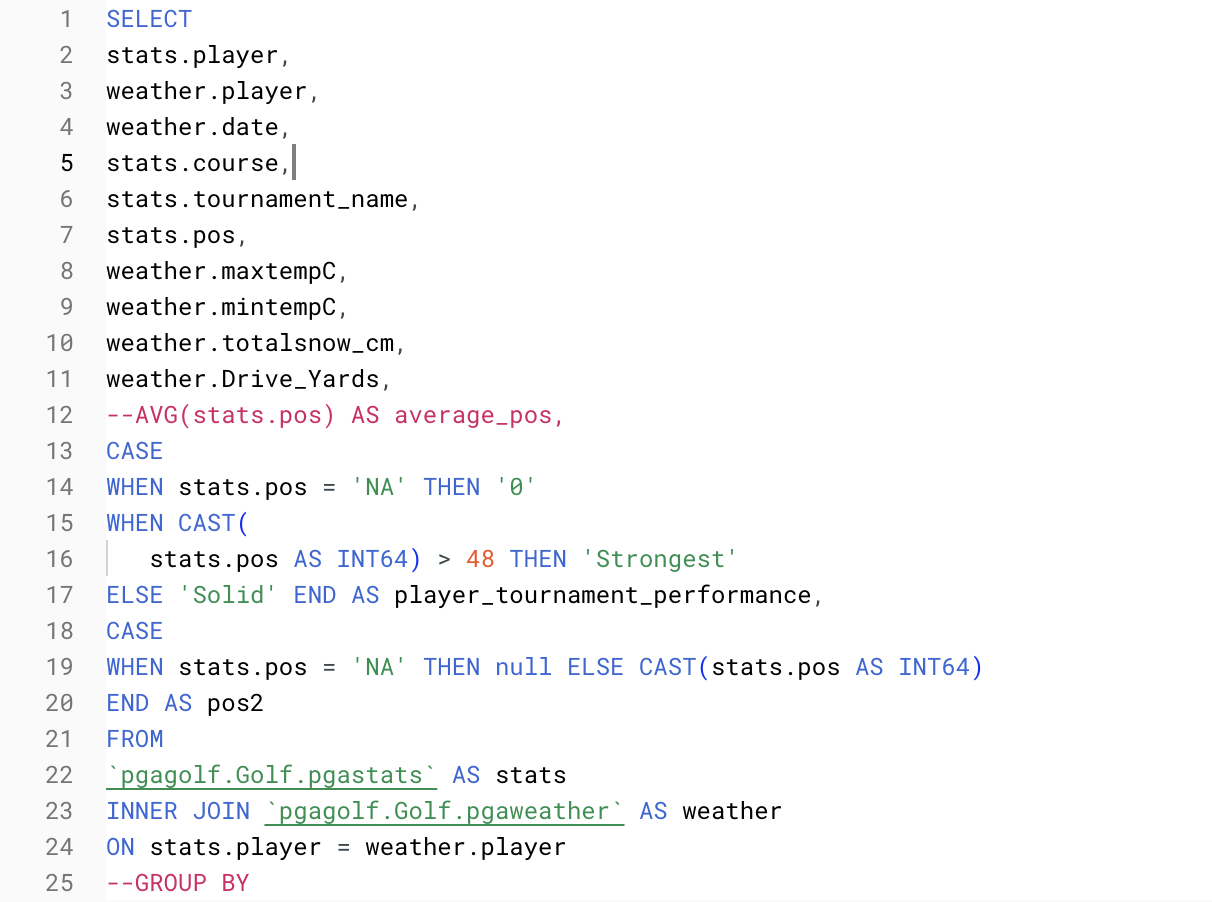 1 SELECT
2 stats.player,
3 weather.player,
4 weather.date,
5 stats.course,
6 stats.tournament_name,
7 stats.pos,
8 weather.maxtempC,
9 weather.mintempC,
10 weather.totalsnow_cm,
11 weather.Drive_Yards,
12 --AVG(stats.pos) AS average_pos,
13 CASE
14 WHEN stats.pos = 'NA' THEN '0'
15 WHEN CAST(
16    stats.pos AS INT64) > 48 THEN 'Strongest'
17 ELSE 'Solid' END AS player_tournament_performance,
18 CASE
19 WHEN stats.pos = 'NA' THEN null ELSE CAST(stats.pos AS INT64)
20 END AS pos2
21 FROM
22 `pgagolf.Golf.pgastats` AS stats
23 INNER JOIN `pgagolf.Golf.pgaweather` AS weather
24 ON stats.player = weather.player
25 --GROUP BY